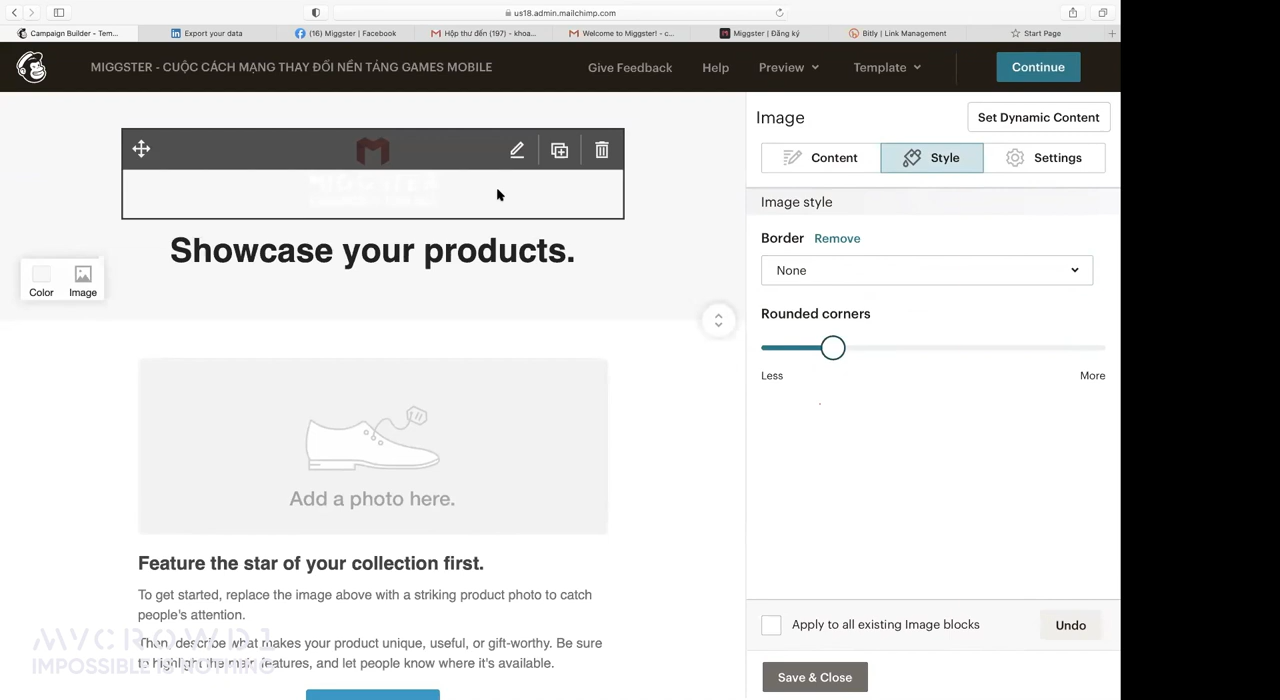 us18.admin.mailchimp.com
Campaign Builder - Tem...
Export your data
(16) Miggster | Facebook
Hộp thư đến (197) - khoa...
Welcome to Miggster! - c...
Miggster | Đăng ký
Bitly | Link Management
Start Page
MIGGSTER - CUỘC CÁCH MẠNG THAY ĐỔI NỀN TẢNG GAMES MOBILE
Give Feedback
Help
Preview
Template
Continue
Image
Set Dynamic Content
Content
Style
Settings
MIGGSTER
Image style
Border
Remove
Showcase your products.
None
Color
Image
Rounded corners
Less
More
Add a photo here.
Feature the star of your collection first.
To get started, replace the image above with a striking product photo to catch
people's attention.
Then, describe what makes your product unique, useful, or gift-worthy. Be sure
to highlight the main features, and let people know where it's available.
MYCROWD1
IMPOSSIBLE IS NOTHING
Apply to all existing Image blocks
Undo
Save & Close